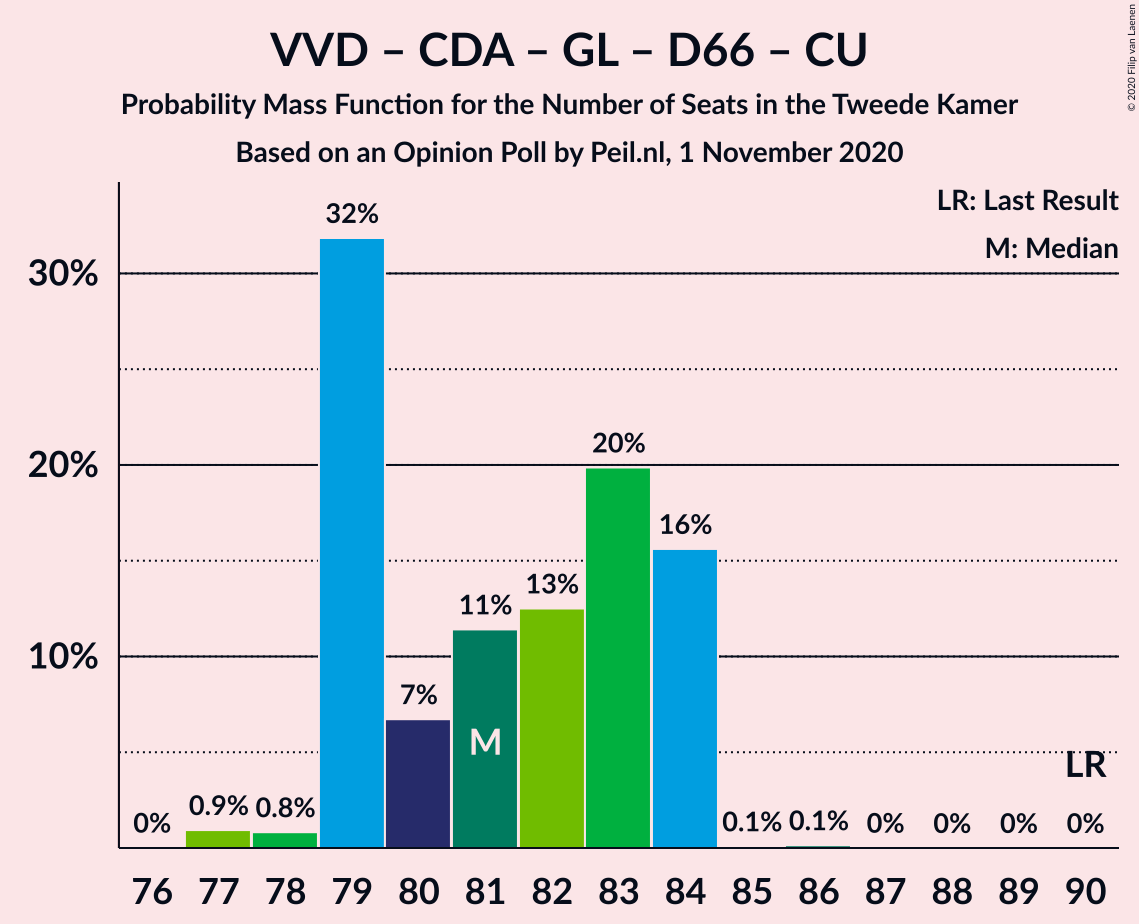 VVD – CDA – GL – D66 – CU
Probability Mass Function for the Number of Seats in the Tweede Kamer
Based on an Opinion Poll by Peil.nl, 1 November 2020
© 2020 Filip van Laenen
LR: Last Result
M: Median
30%
20%
10%
0%
0.9%
0.8%
32%
7%
11%
13%
20%
16%
0.1%
0.1%
0%
0%
0%
0%
M
LR
76 77 78 79 80 81 82 83 84 85 86 87 88 89 90